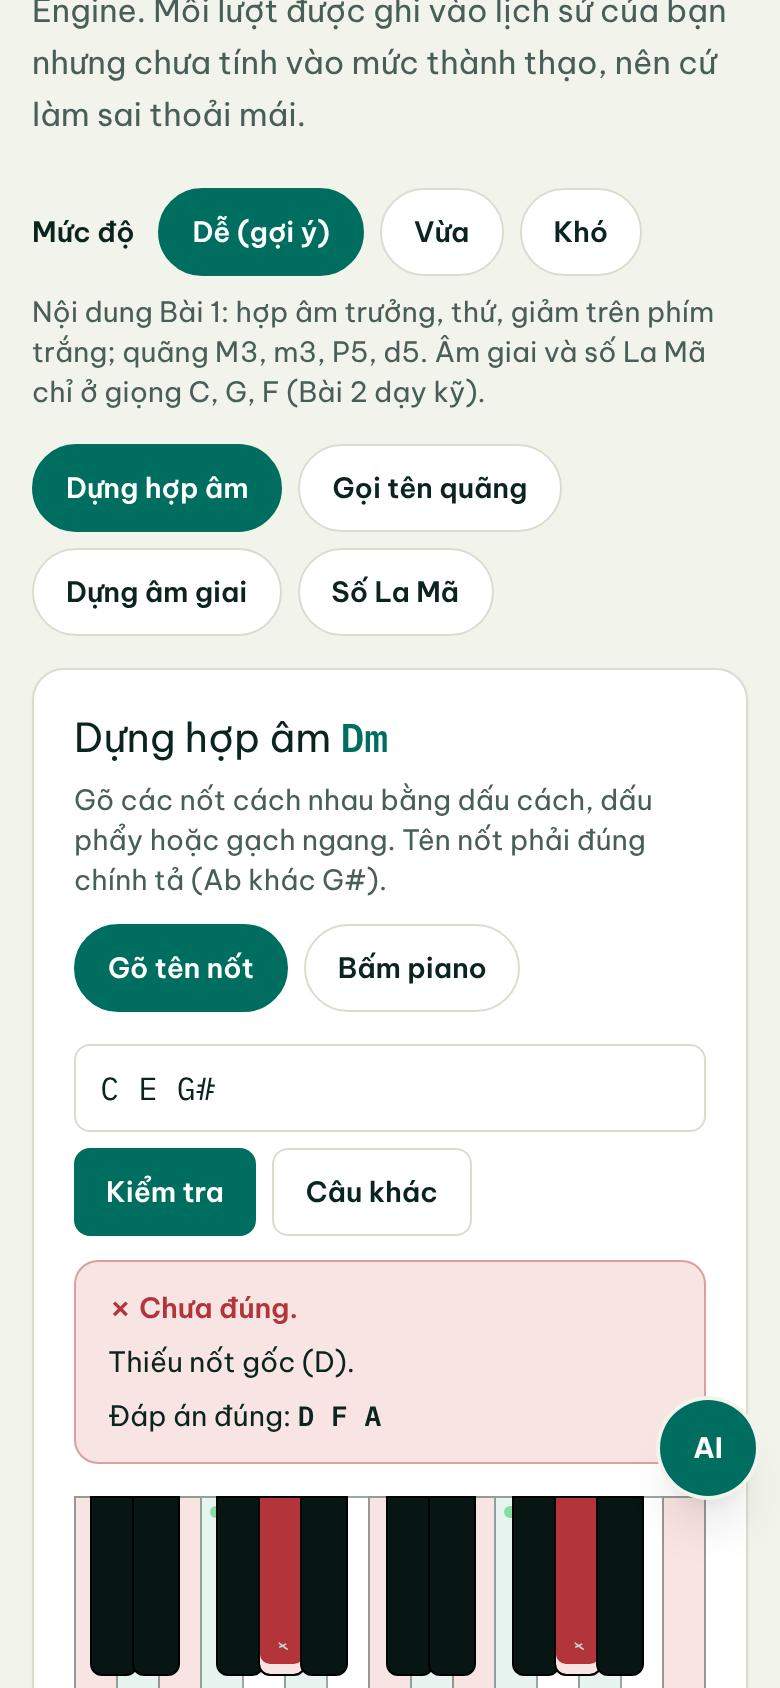 Engine. Mỗi lượt được ghi vào lịch sử của bạn
nhưng chưa tính vào mức thành thạo, nên cứ
làm sai thoải mái.
Mức độ
Dễ (gợi ý)
Vừa
Khó
Nội dung Bài 1: hợp âm trưởng, thứ, giảm trên phím
trắng; quãng M3, m3, P5, d5. Âm giai và số La Mã
chỉ ở giọng C, G, F (Bài 2 dạy kỹ).
Dựng hợp âm
Gọi tên quãng
Dựng âm giai
Số La Mã
Dựng hợp âm Dm
Gõ các nốt cách nhau bằng dấu cách, dấu
phẩy hoặc gạch ngang. Tên nốt phải đúng
chính tả (Ab khác G#).
Gõ tên nốt
Bấm piano
C E G#
Kiểm tra
Câu khác
× Chưa đúng.
Thiếu nốt gốc (D).
Đáp án đúng: D F A
AI